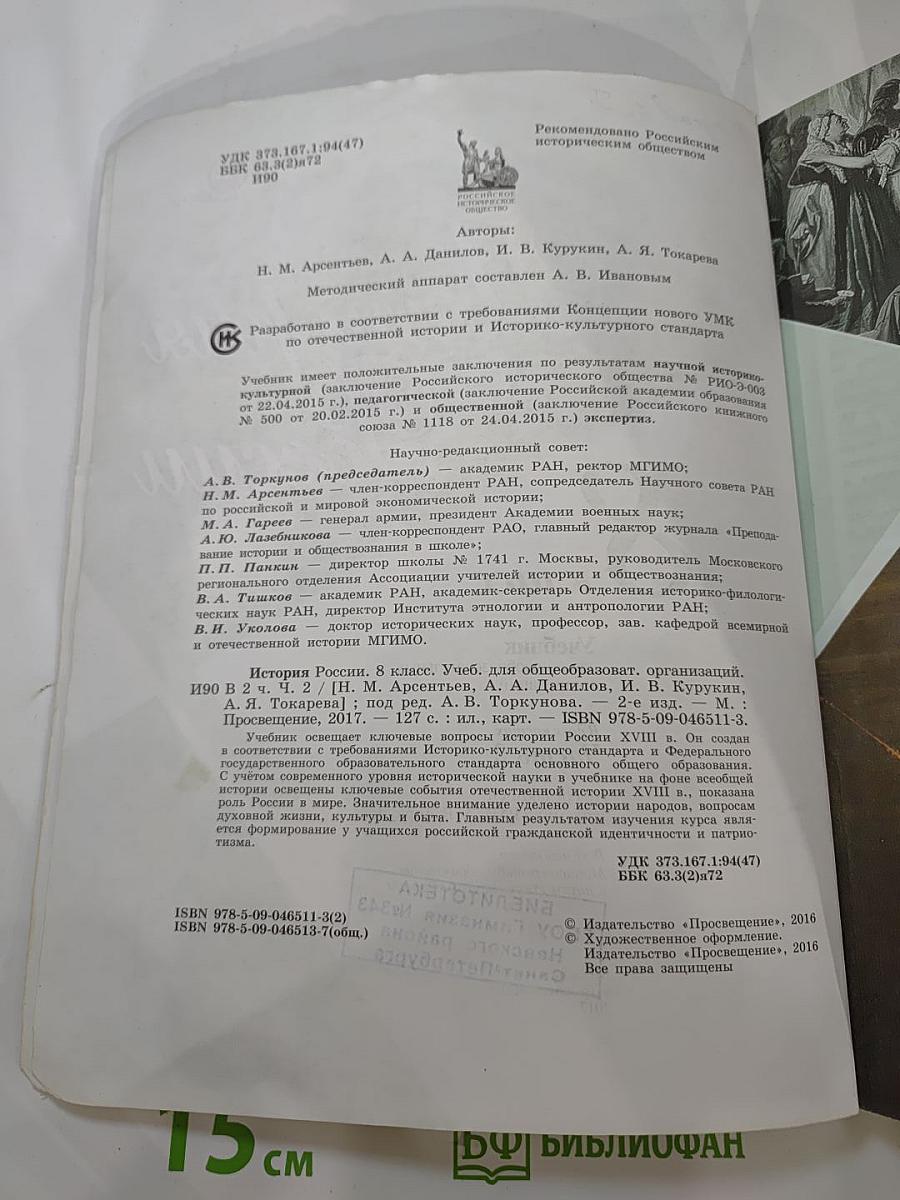 УДК 373.167.1:94(47)
ББК 63.3(2)я72
И90
РОССИЙСКОЕ
ИСТОРИЧЕСКОЕ
ОБЩЕСТВО
Рекомендовано Российским
историческим обществом
Авторы:
Н. М. Арсентьев, А. А. Данилов, И. В. Курукин, А. Я. Токарева
Методический аппарат составлен А. В. Ивановым
Разработано в соответствии с требованиями Концепции нового УМК
по отечественной истории и Историко-культурного стандарта
Учебник имеет положительные заключения по результатам научной историко-
культурной (заключение Российского исторического общества № РИО-Э-003
от 22.04.2015 г.), педагогической (заключение Российской академии образования
№ 500 от 20.02.2015 г.) и общественной (заключение Российского книжного
союза № 1118 от 24.04.2015 г.) экспертиз.
Научно-редакционный совет:
А. В. Торкунов (председатель) — академик РАН, ректор МГИМО;
Н. М. Арсентьев — член-корреспондент РАН, сопредседатель Научного совета РАН
по российской и мировой экономической истории;
М. А. Гареев — генерал армии, президент Академии военных наук;
А. Ю. Лазебникова — член-корреспондент РАО, главный редактор журнала «Препода-
вание истории и обществознания в школе»;
П. П. Панкин — директор школы № 1741 г. Москвы, руководитель Московского
регионального отделения Ассоциации учителей истории и обществознания;
В. А. Тишков — академик РАН, академик-секретарь Отделения историко-филологи-
ческих наук РАН, директор Института этнологии и антропологии РАН;
В. И. Уколова — доктор исторических наук, профессор, зав. кафедрой всемирной
и отечественной истории МГИМО.
История России. 8 класс. Учеб. для общеобразоват. организаций.
И90 В 2 ч. Ч. 2 / [Н. М. Арсентьев, А. А. Данилов, И. В. Курукин,
А. Я. Токарева] ; под ред. А. В. Торкунова. — 2-е изд. — М. :
Просвещение, 2017. — 127 с. : ил., карт. — ISBN 978-5-09-046511-3.
Учебник освещает ключевые вопросы истории России XVIII в. Он создан
в соответствии с требованиями Историко-культурного стандарта и Федерального
государственного образовательного стандарта основного общего образования.
С учётом современного уровня исторической науки в учебнике на фоне всеобщей
истории освещены ключевые события отечественной истории XVIII в., показана
роль России в мире. Значительное внимание уделено истории народов, вопросам
духовной жизни, культуры и быта. Главным результатом изучения курса явля-
ется формирование у учащихся российской гражданской идентичности и патрио-
тизма.
УДК 373.167.1:94(47)
ББК 63.3(2)я72
БИБЛИОТЕКА
ОУ Гимназия №343
Невского района
Санкт-Петербурга
ISBN 978-5-09-046511-3(2)
ISBN 978-5-09-046513-7(общ.)
© Издательство «Просвещение», 2016
© Художественное оформление.
Издательство «Просвещение», 2016
Все права защищены
15 см
БФ БИБЛИОФАН